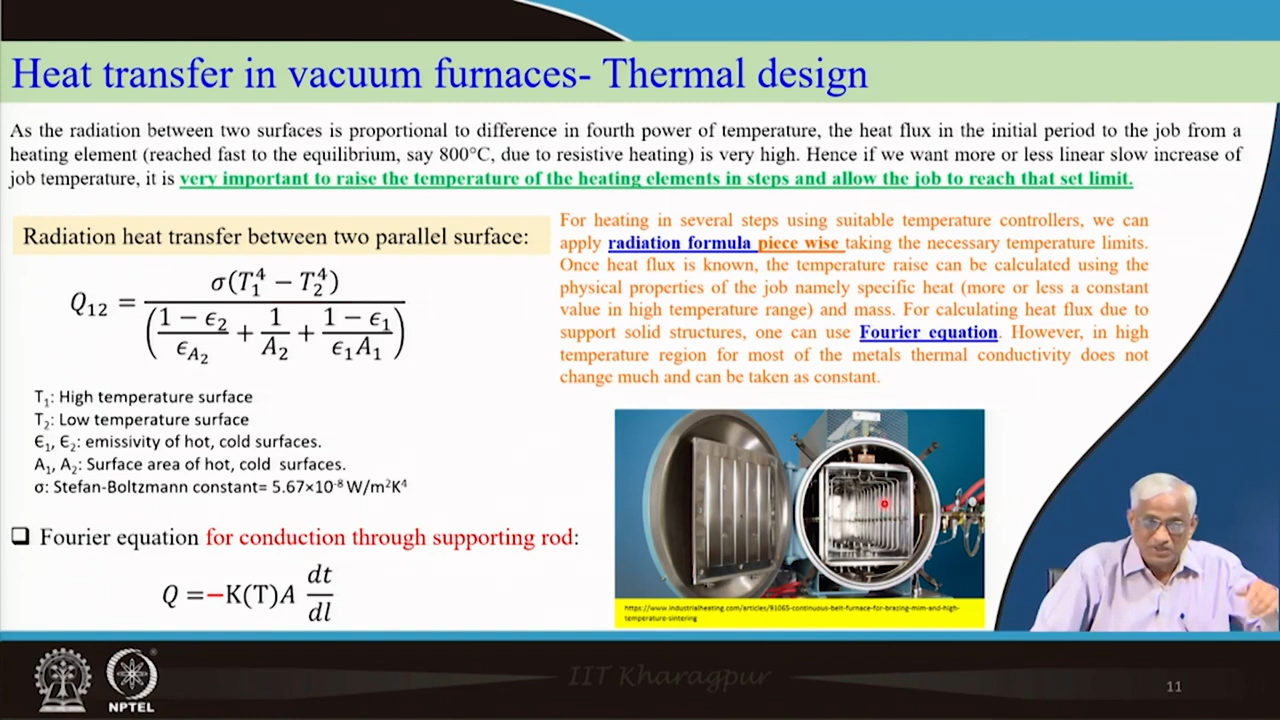 Heat transfer in vacuum furnaces- Thermal design
As the radiation between two surfaces is proportional to difference in fourth power of temperature, the heat flux in the initial period to the job from a
heating element (reached fast to the equilibrium, say 800°C, due to resistive heating) is very high. Hence if we want more or less linear slow increase of
job temperature, it is very important to raise the temperature of the heating elements in steps and allow the job to reach that set limit.
Radiation heat transfer between two parallel surface:
Q₁₂ = σ(T₁⁴ − T₂⁴) / ((1 − ϵ₂)/ϵ_A₂ + 1/A₂ + (1 − ϵ₁)/ϵ₁A₁)
T₁: High temperature surface
T₂: Low temperature surface
Є₁, Є₂: emissivity of hot, cold surfaces.
A₁, A₂: Surface area of hot, cold surfaces.
σ: Stefan-Boltzmann constant= 5.67×10⁻⁸ W/m²K⁴
❑ Fourier equation for conduction through supporting rod:
Q =−K(T)A dt/dl
For heating in several steps using suitable temperature controllers, we can
apply radiation formula piece wise taking the necessary temperature limits.
Once heat flux is known, the temperature raise can be calculated using the
physical properties of the job namely specific heat (more or less a constant
value in high temperature range) and mass. For calculating heat flux due to
support solid structures, one can use Fourier equation. However, in high
temperature region for most of the metals thermal conductivity does not
change much and can be taken as constant.
https://www.industrialheating.com/articles/91065-continuous-belt-furnace-for-brazing-mim-and-high-
temperature-sintering
NPTEL
IIT Kharagpur
11